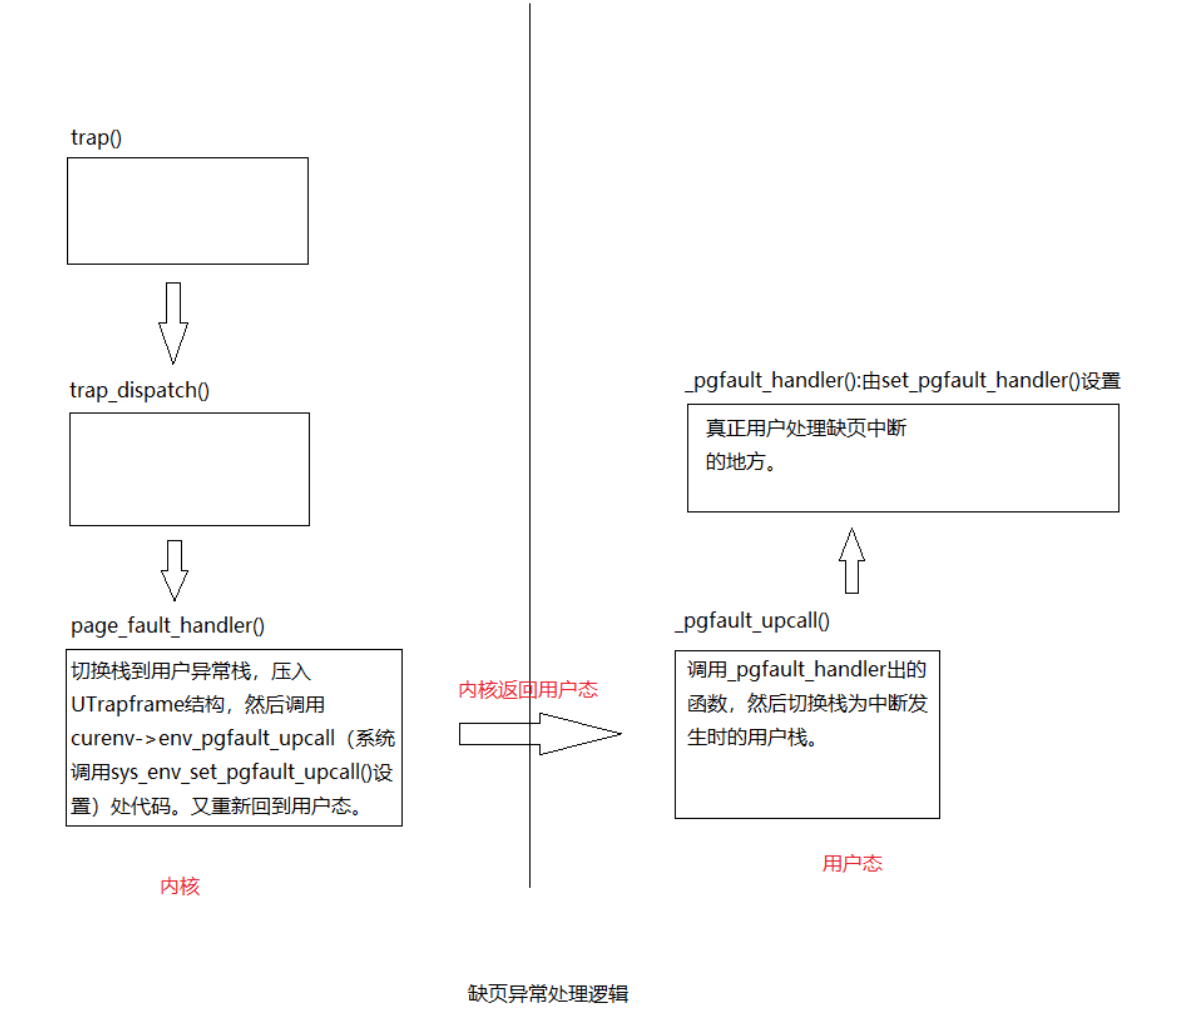 trap()
trap_dispatch()
page_fault_handler()
切换栈到用户异常栈，压入
UTrapframe结构，然后调用
curenv->env_pgfault_upcall（系统
调用sys_env_set_pgfault_upcall()设
置）处代码。又重新回到用户态。
内核
内核返回用户态
_pgfault_handler():由set_pgfault_handler()设置
真正用户处理缺页中断
的地方。
_pgfault_upcall()
调用_pgfault_handler出的
函数，然后切换栈为中断发
生时的用户栈。
用户态
缺页异常处理逻辑